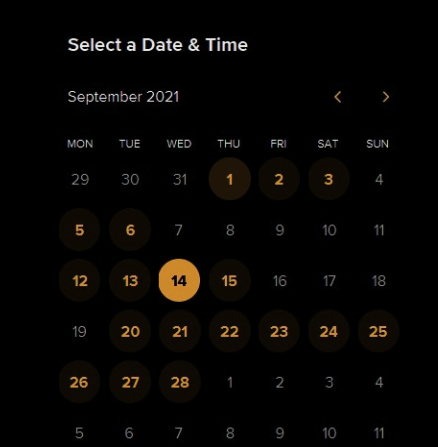 Select a Date & Time
September 2021
MON TUE WED THU FRI SAT SUN
29 30 31 1 2 3 4
5 6 7 8 9 10 11
12 13 14 15 16 17 18
19 20 21 22 23 24 25
26 27 28 1 2 3 4
5 6 7 8 9 10 11